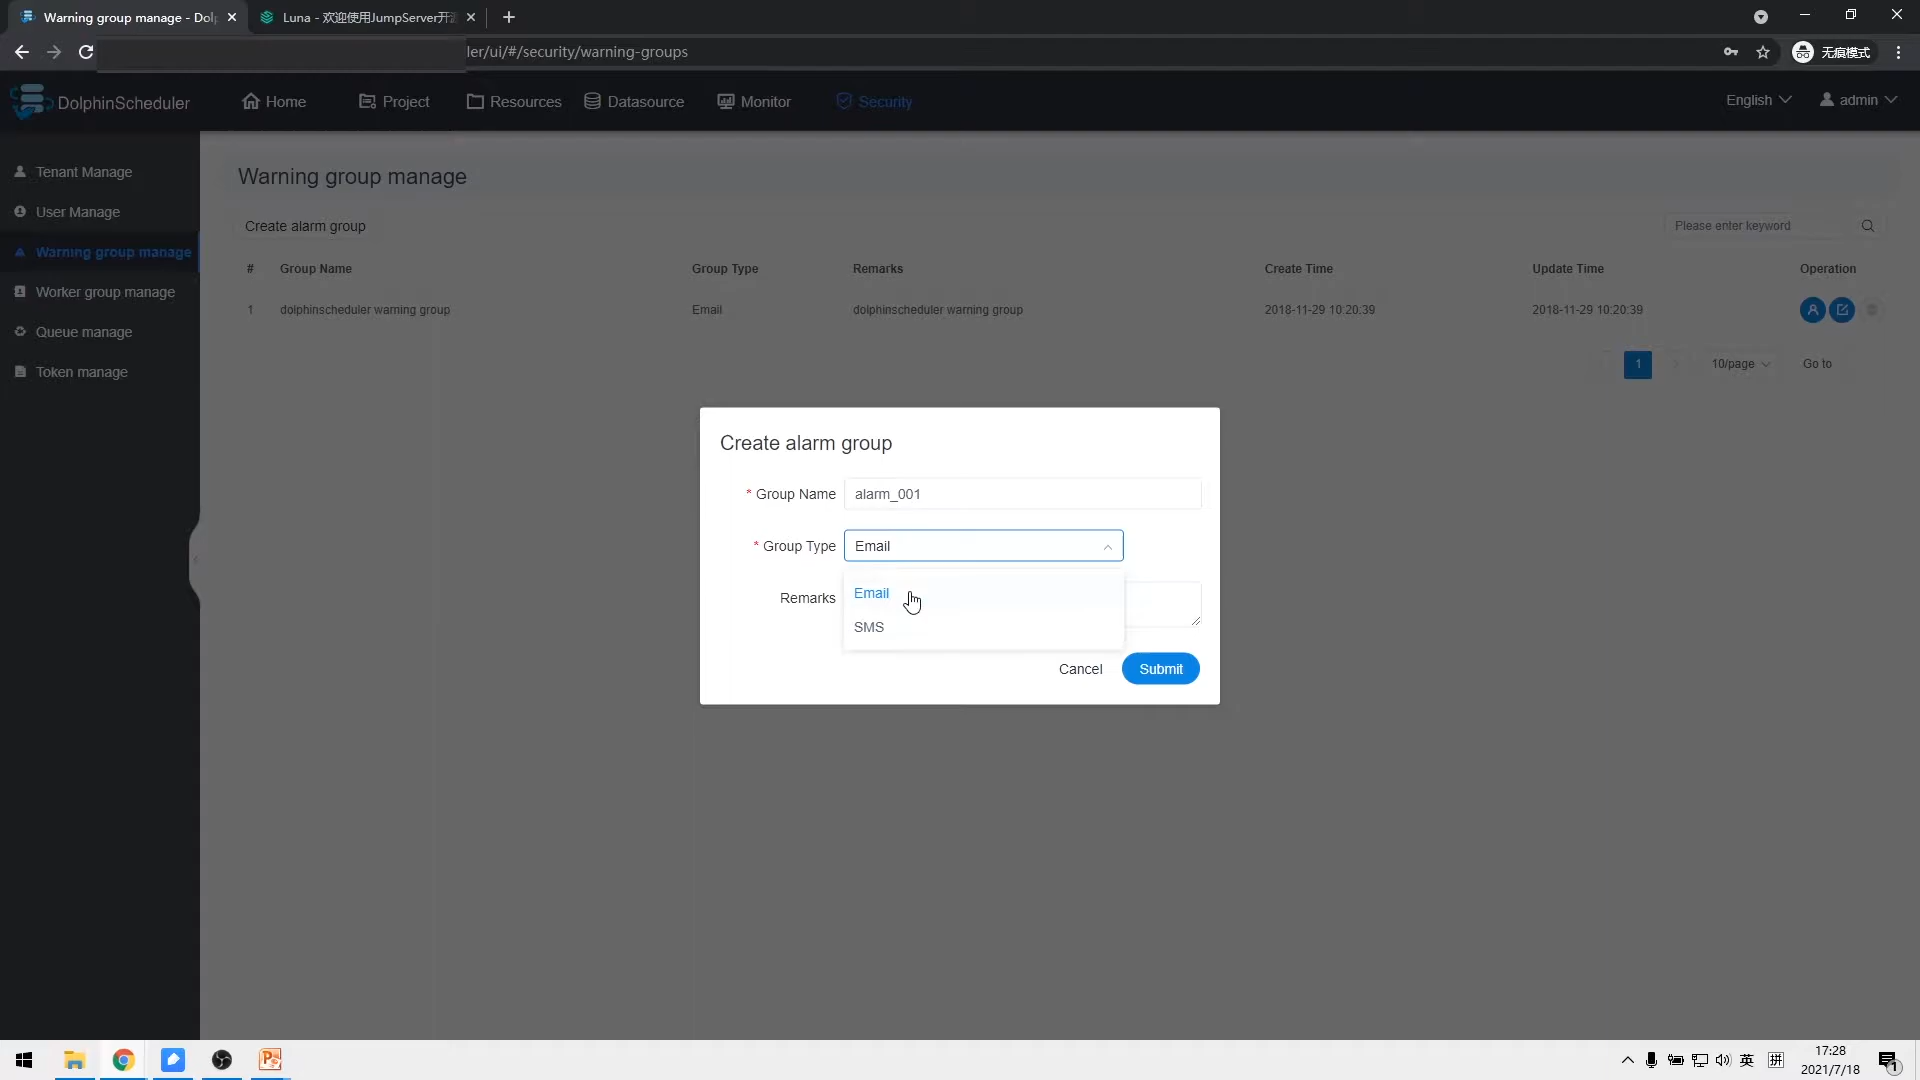 Warning group manage - Dol
Luna - 欢迎使用JumpServer开源
ler/ui/#/security/warning-groups
无痕模式
DolphinScheduler
Home
Project
Resources
Datasource
Monitor
Security
English
admin
Tenant Manage
User Manage
Warning group manage
Worker group manage
Queue manage
Token manage
Warning group manage
Create alarm group
Please enter keyword
# Group Name Group Type Remarks Create Time Update Time Operation
1 dolphinscheduler warning group Email dolphinscheduler warning group 2018-11-29 10:20:39 2018-11-29 10:20:39
1 10/page Go to
Create alarm group
* Group Name alarm_001
* Group Type Email
Remarks
Email
SMS
Cancel Submit
英
拼
17:28
2021/7/18
1